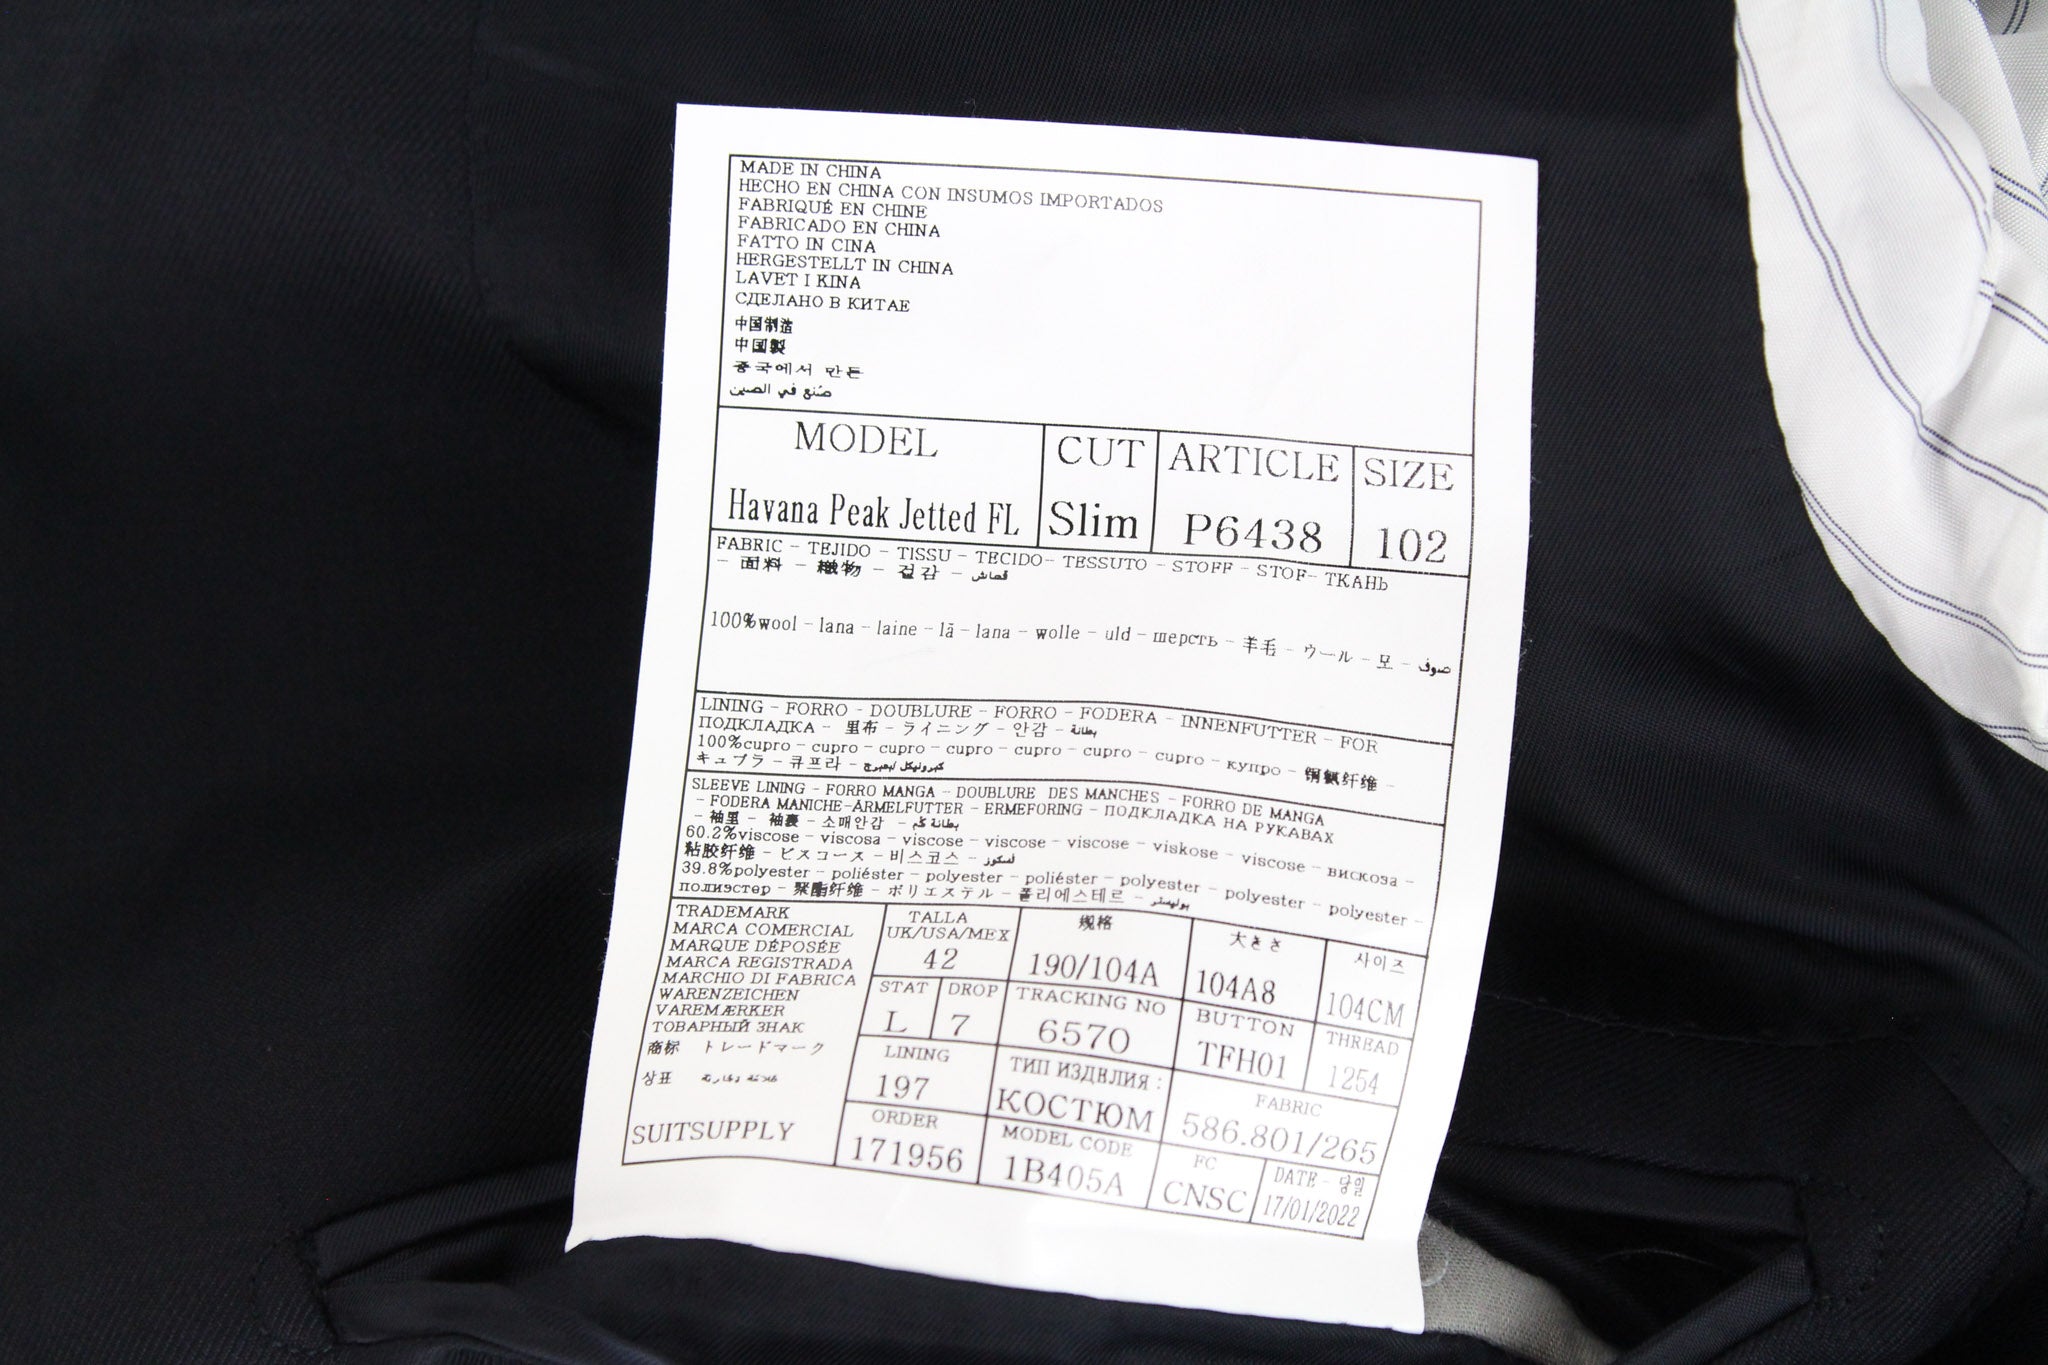 MADE IN CHINA
HECHO EN CHINA CON INSUMOS IMPORTADOS
FABRIQUÉ EN CHINE
FABRICADO EN CHINA
FATTO IN CINA
HERGESTELLT IN CHINA
LAVET I KINA
СДЕЛАНО В КИТАЕ
中国制造
中国製
중국에서 만든
صُنع في الصين
MODEL CUT ARTICLE SIZE
Havana Peak Jetted FL Slim P6438 102
FABRIC - TEJIDO - TISSU - TECIDO- TESSUTO - STOFF - STOF- ТКАНЬ
- 面料 - 織物 - 겉감 - قماش
100%wool - lana - laine - lã - lana - wolle - uld - шерсть - 羊毛 - ウール - 모 - صوف
LINING - FORRO - DOUBLURE - FORRO - FODERA - INNENFUTTER - FOR
ПОДКЛАДКА - 里布 - ライニング - 안감 - بطانة
100%cupro - cupro - cupro - cupro - cupro - cupro - cupro - купро - 铜氨纤维 -
キュプラ - 큐프라 -
SLEEVE LINING - FORRO MANGA - DOUBLURE DES MANCHES - FORRO DE MANGA
- FODERA MANICHE-ÄRMELFUTTER - ERMEFORING - ПОДКЛАДКА НА РУКАВАХ
- 袖里 - 袖裏 - 소매안감 - بطانة كم
60.2%viscose - viscosa - viscose - viscose - viscose - viskose - viscose - вискоза -
粘胶纤维 - ビスコース - 비스코스 -
39.8%polyester - poliéster - polyester - poliéster - polyester - polyester - polyester - polyester -
полиэстер - 聚酯纤维 - ポリエステル - 폴리에스테르 - بوليستر
TRADEMARK
MARCA COMERCIAL
MARQUE DÉPOSÉE
MARCA REGISTRADA
MARCHIO DI FABRICA
WARENZEICHEN
VAREMÆRKER
ТОВАРНЫЙ ЗНАК
商标 トレードマーク
상표
SUITSUPPLY
TALLA
UK/USA/MEX
42
规格
190/104A
大きさ
104A8
사이즈
104CM
STAT
L
DROP
7
TRACKING NO
6570
BUTTON
TFH01
THREAD
1254
LINING
197
ТИП ИЗДЕЛИЯ :
КОСТЮМ
FABRIC
586.801/265
ORDER
171956
MODEL CODE
1B405A
FC
CNSC
DATE - 당일
17/01/2022